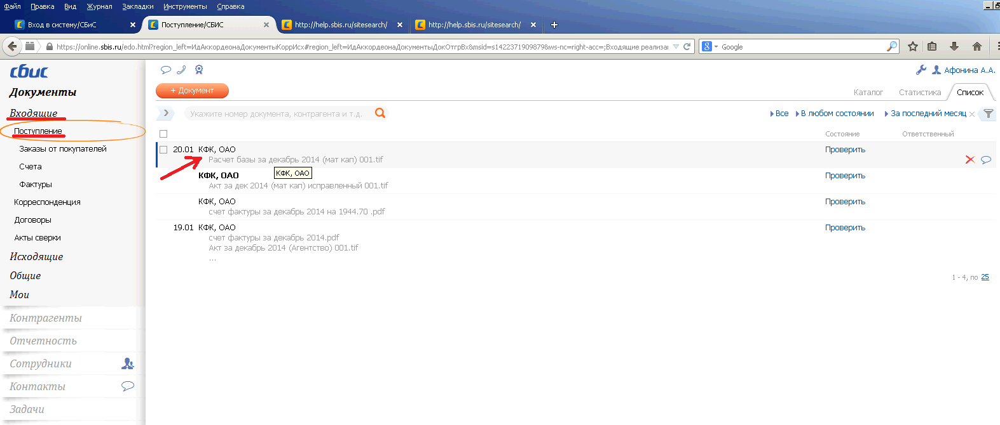 Файл Правка Вид Журнал Закладки Инструменты Справка
Вход в систему/СБиС
Поступление/СБИС
http://help.sbis.ru/sitesearch/
http://help.sbis.ru/sitesearch/
https://online.sbis.ru/edo.html?region_left=ИдАккордеонаДокументыКоррИсх#region_left=ИдАккордеонаДокументыДокОтгрВх&msid=s1422371909879&ws-nc=right-acc=;Входящие реализа
8 Google
сбис
Афонина А.А.
Документы
+ Документ
Каталог Статистика Список
Входящие
Укажите номер документа, контрагента и т.д.
Все В любом состоянии За последний месяц
Поступление
Состояние Ответственный
Заказы от покупателей
Счета
Фактуры
Корреспонденция
Договоры
Акты сверки
Исходящие
Общие
Мои
Контрагенты
Отчетность
Сотрудники
Контакты
Задачи
20.01 КФК, ОАО Проверить
Расчет базы за декабрь 2014 (мат кап) 001.tif
КФК, ОАО
КФК, ОАО Проверить
Акт за дек 2014 (мат кап) исправленный 001.tif
КФК, ОАО Проверить
счет фактуры за декабрь 2014 на 1944.70 .pdf
19.01 КФК, ОАО Проверить
счет фактуры за декабрь 2014.pdf
Акт за декабрь 2014 (Агентство) 001.tif
...
1 - 4, по 25